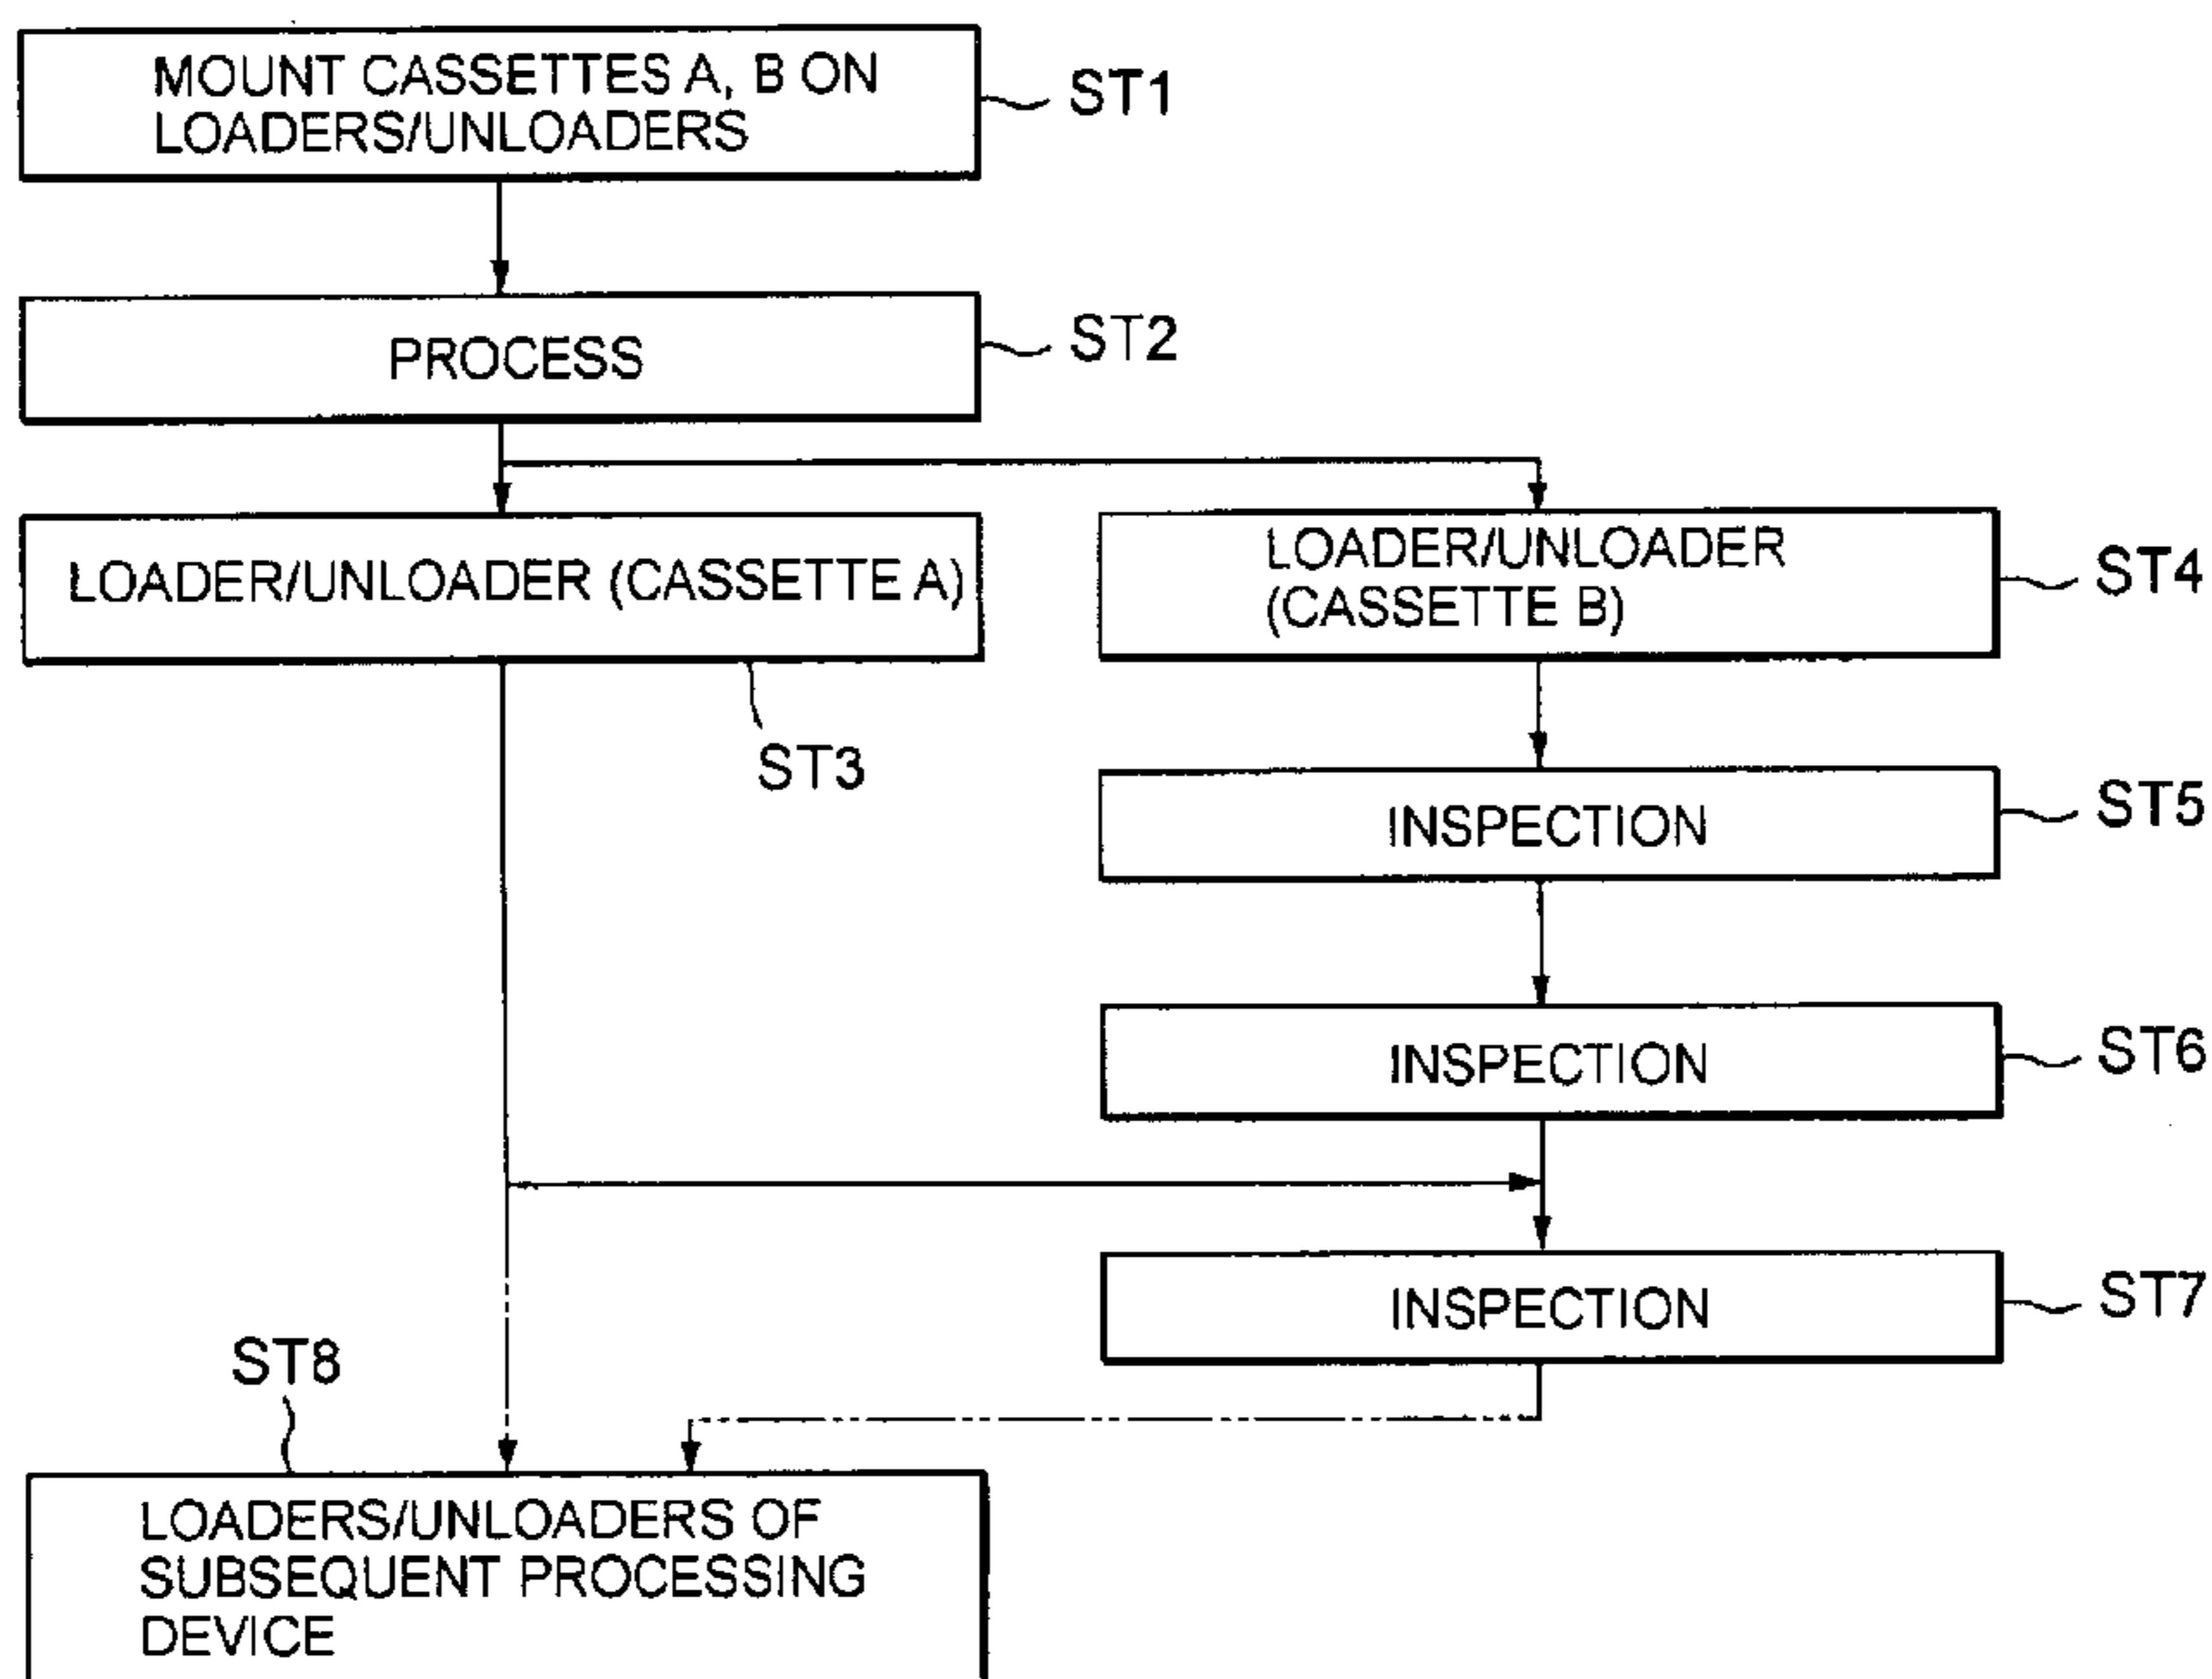 MOUNT CASSETTES A, B ON
LOADERS/UNLOADERS
ST1
PROCESS
ST2
LOADER/UNLOADER (CASSETTE A)
ST3
LOADER/UNLOADER
(CASSETTE B)
ST4
INSPECTION
ST5
INSPECTION
ST6
INSPECTION
ST7
ST8
LOADERS/UNLOADERS OF
SUBSEQUENT PROCESSING
DEVICE